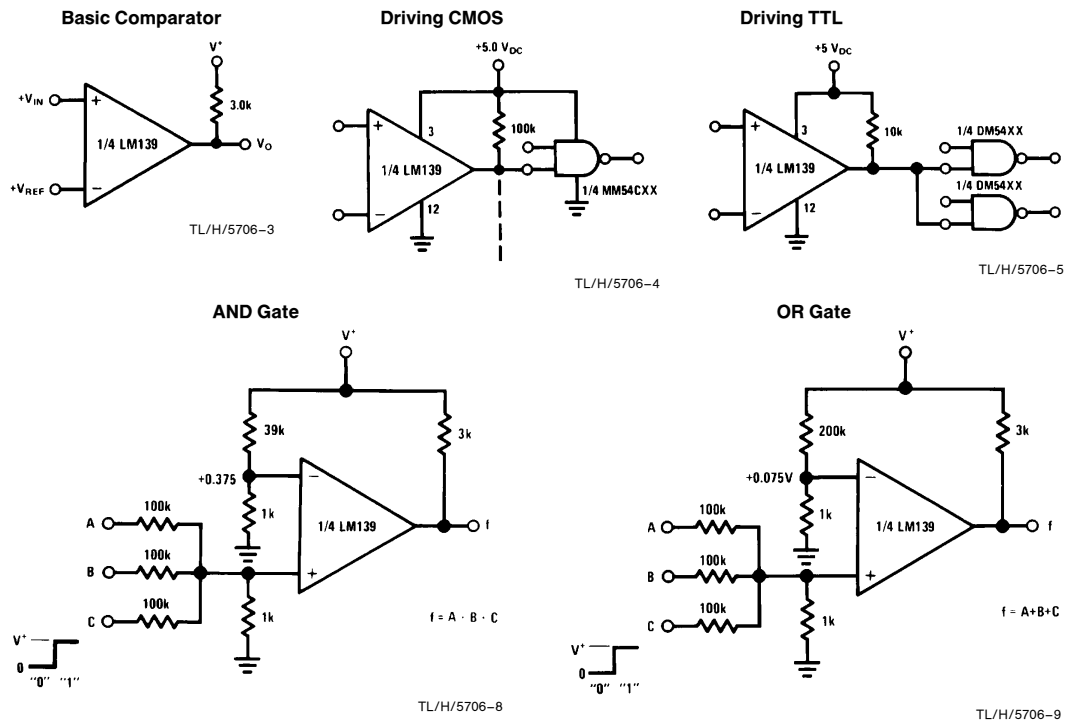 Basic Comparator
V+
+VIN
+
3.0k
1/4 LM139
VO
+VREF
−
TL/H/5706–3
Driving CMOS
+5.0 VDC
+
3
100k
1/4 LM139
1/4 MM54CXX
−
12
TL/H/5706–4
Driving TTL
+5 VDC
+
3
10k
1/4 DM54XX
1/4 LM139
1/4 DM54XX
−
12
TL/H/5706–5
AND Gate
V+
39k
3k
+0.375
−
100k
1k
A
1/4 LM139
f
100k
B
+
100k
C
1k
f = A · B · C
V+
0
"0" "1"
TL/H/5706–8
OR Gate
V+
200k
3k
+0.075V
−
100k
1k
A
1/4 LM139
f
100k
B
+
100k
C
1k
f = A+B+C
V+
0
"0" "1"
TL/H/5706–9